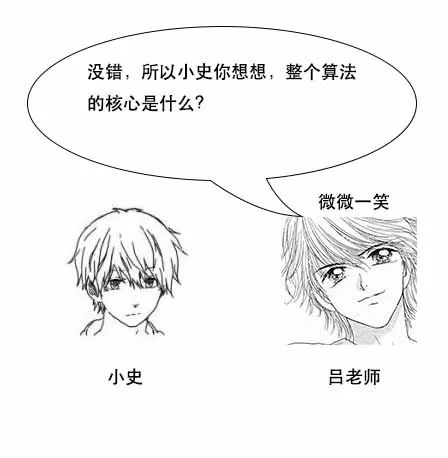 没错，所以小史你想想，整个算法
的核心是什么？
微微一笑
小史
吕老师